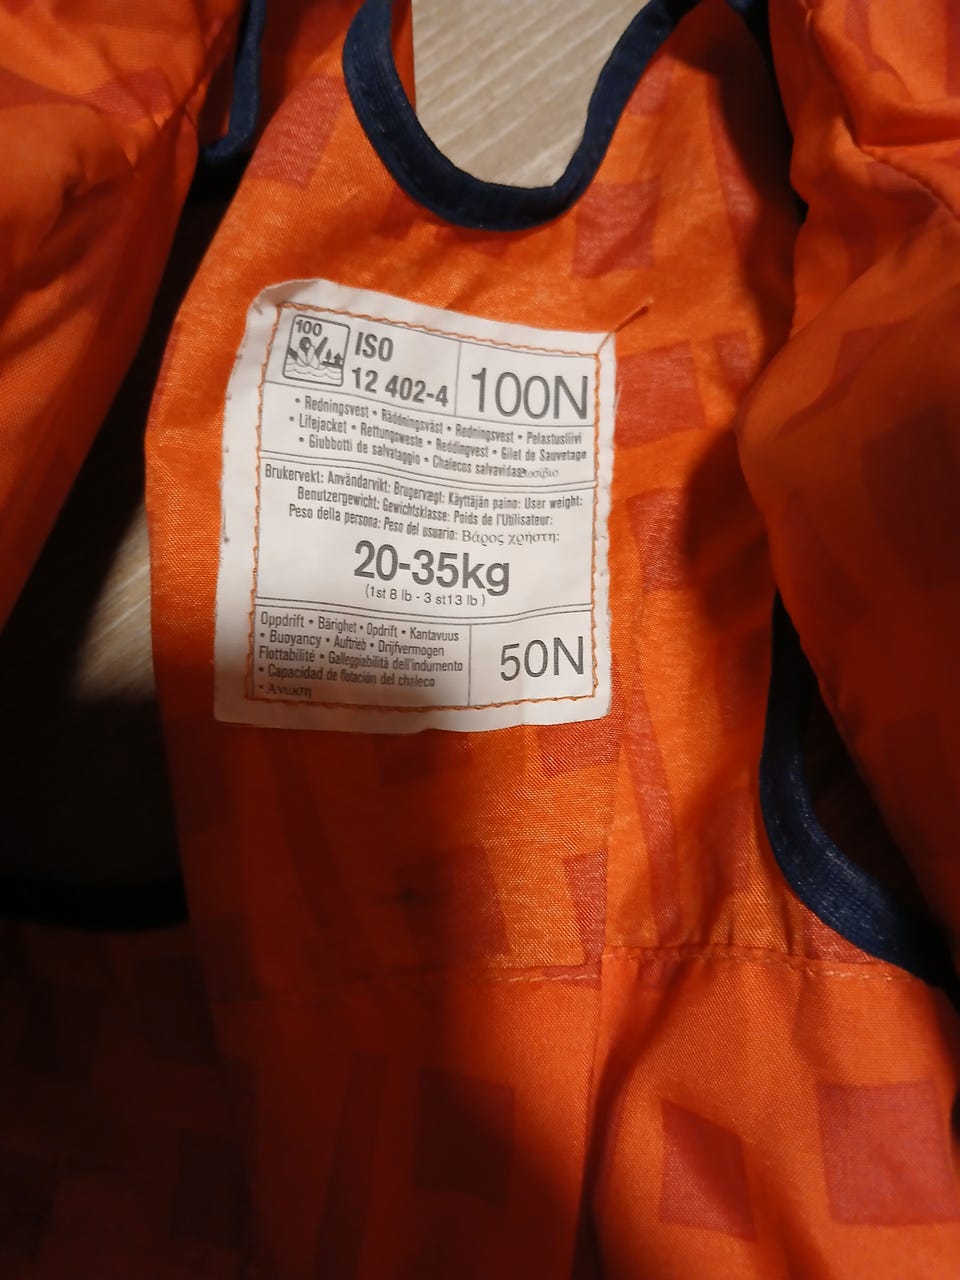 100
ISO
12 402-4
100N
• Redningsvest • Räddningsväst • Redningsvest • Pelastusliivi
• Lifejacket • Rettungsweste • Reddingvest • Gilet de Sauvetage
• Giubbotti de salvataggio • Chalecos salvavidas
Brukervekt: Användarvikt: Brugervægt: Käyttäjän paino: User weight:
Benutzergewicht: Gewichtsklasse: Poids de l'Utilisateur:
Peso della persona: Peso del usuario: Βάρος χρήστη:
20-35kg
(1st 8 lb - 3 st13 lb )
Oppdrift • Bärighet • Opdrift • Kantavuus
• Buoyancy • Auftrieb • Drijfvermogen
Flottabilité • Galleggiabilità dell'indumento
• Capacidad de flotación del chaleco
• Ανωση
50N